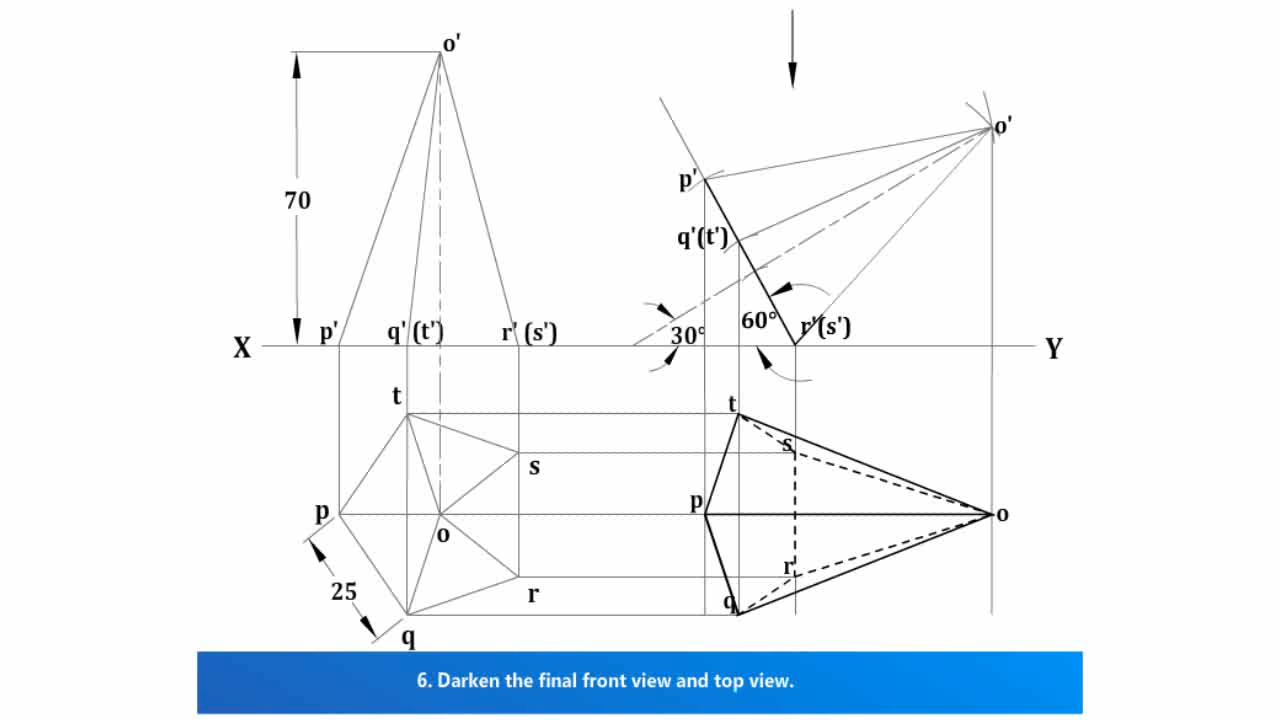 o'
70
p'
q' (t')
r' (s')
X
Y
p'
q'(t')
o'
30°
60°
r'(s')
t
s
p
o
r
q
25
t
s
p
o
r
q
6. Darken the final front view and top view.